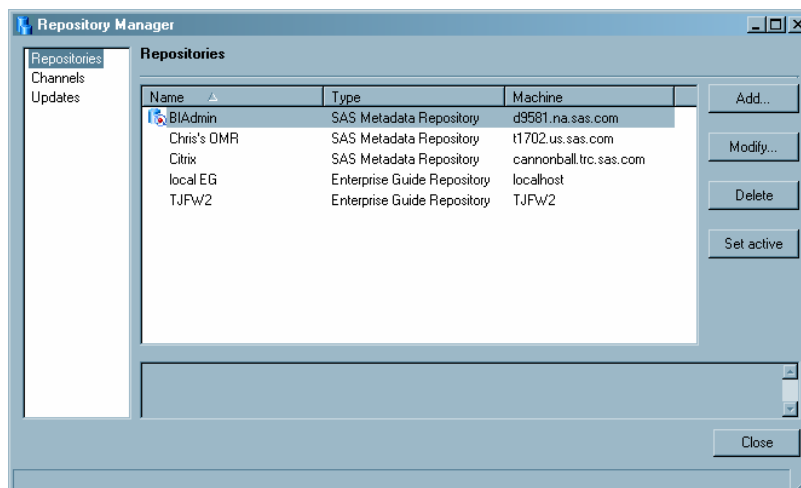 Repository Manager
Repositories
Channels
Updates
Repositories
Name Type Machine
BIAdmin SAS Metadata Repository d9581.na.sas.com
Chris's OMR SAS Metadata Repository t1702.us.sas.com
Citrix SAS Metadata Repository cannonball.trc.sas.com
local EG Enterprise Guide Repository localhost
TJFW2 Enterprise Guide Repository TJFW2
Add...
Modify...
Delete
Set active
Close